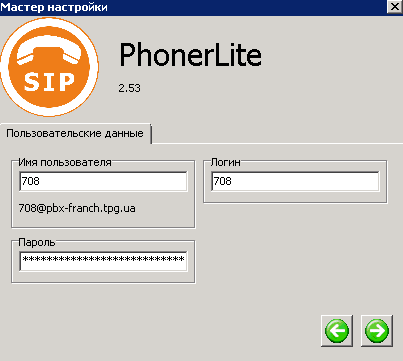 Мастер настройки
SIP
PhonerLite
2.53
Пользовательские данные
Имя пользователя
Логин
708
708
708@pbx-franch.tpg.ua
Пароль
***************************